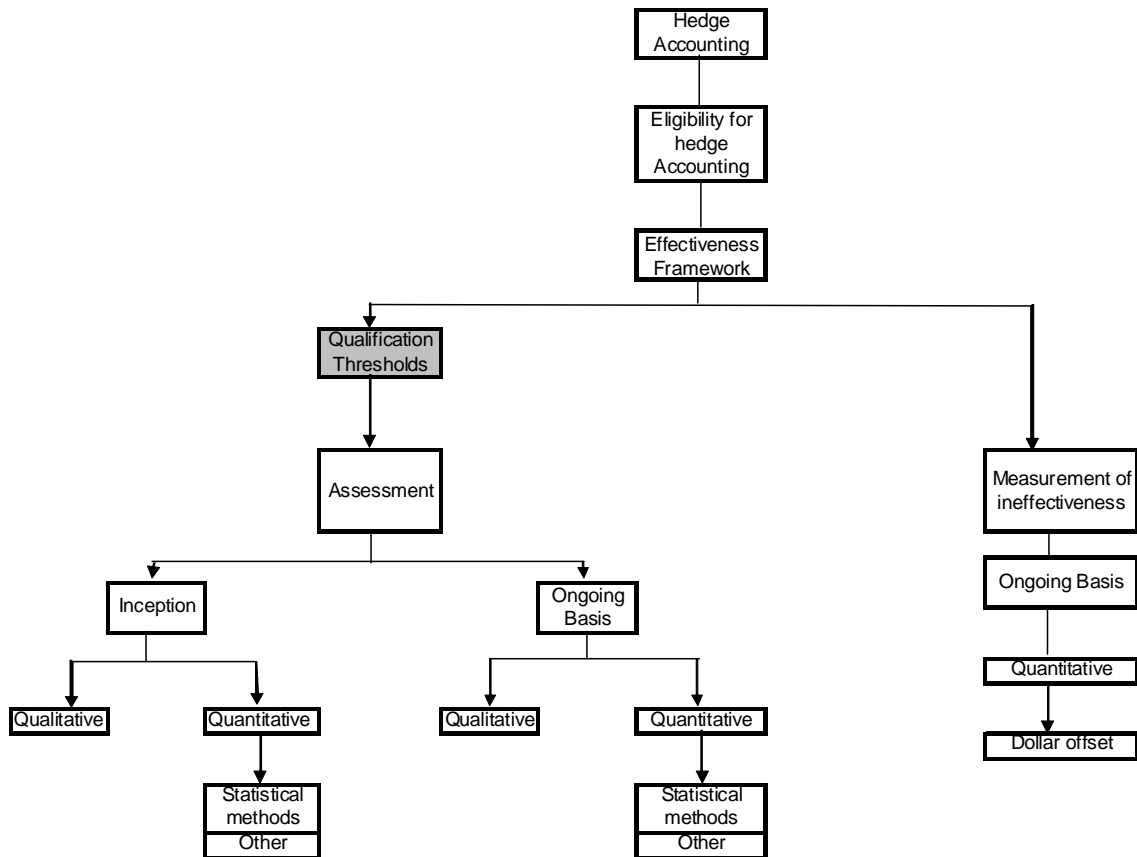 Hedge
Accounting
Eligibility for
hedge
Accounting
Effectiveness
Framework
Qualification
Thresholds
Assessment
Measurement of
ineffectiveness
Inception
Ongoing
Basis
Ongoing Basis
Qualitative
Quantitative
Qualitative
Quantitative
Quantitative
Dollar offset
Statistical
methods
Other
Statistical
methods
Other